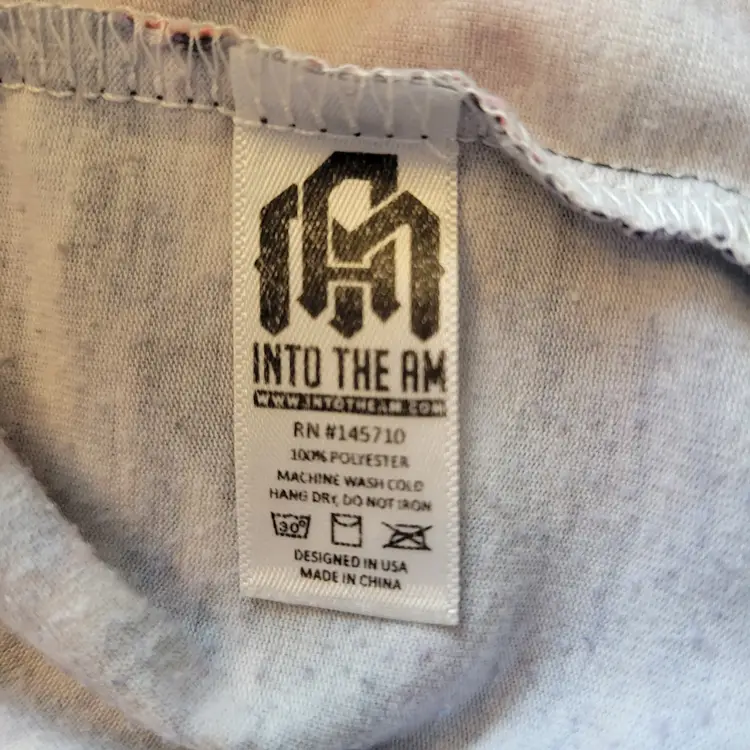 INTO THE AM
WWW.INTOTHEAM.COM
RN #145710
100% POLYESTER
MACHINE WASH COLD
HANG DRY, DO NOT IRON
30°
DESIGNED IN USA
MADE IN CHINA